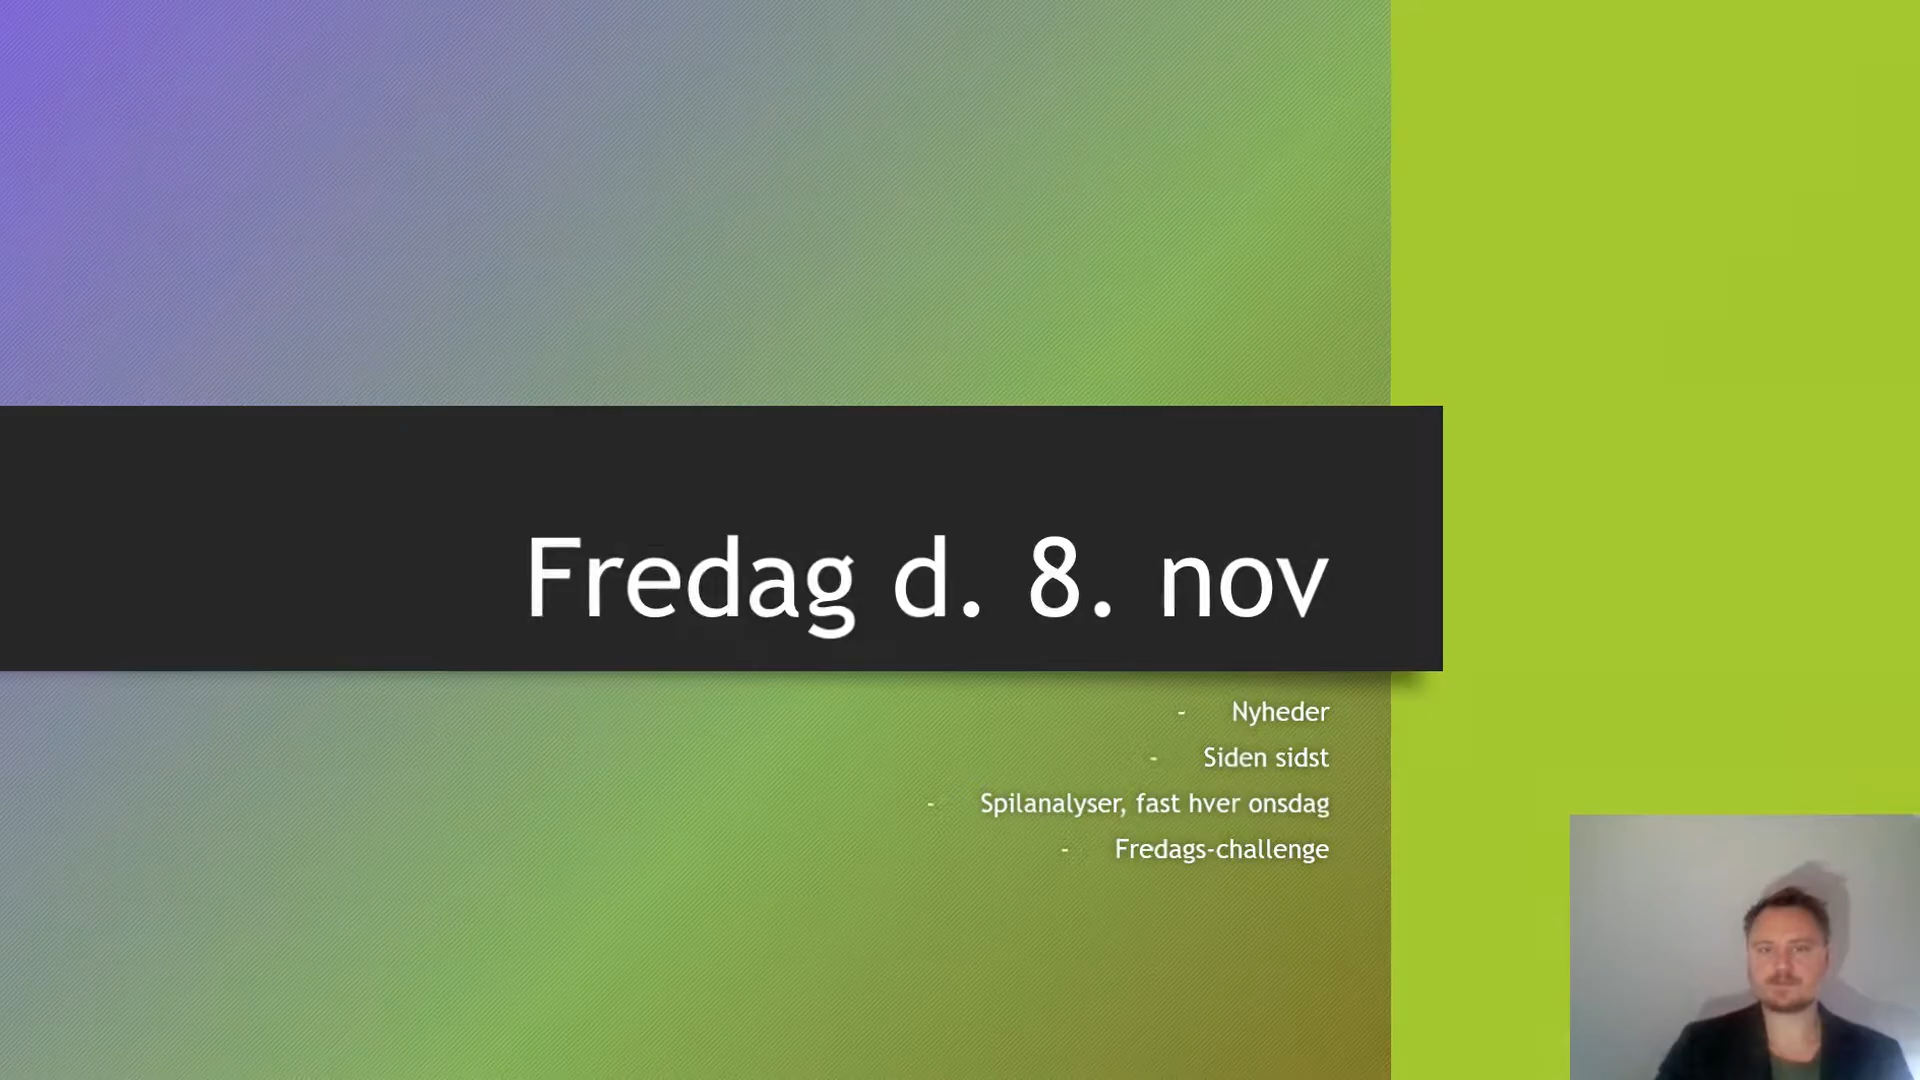 Fredag d. 8. nov
- Nyheder
- Siden sidst
- Spilanalyser, fast hver onsdag
- Fredags-challenge